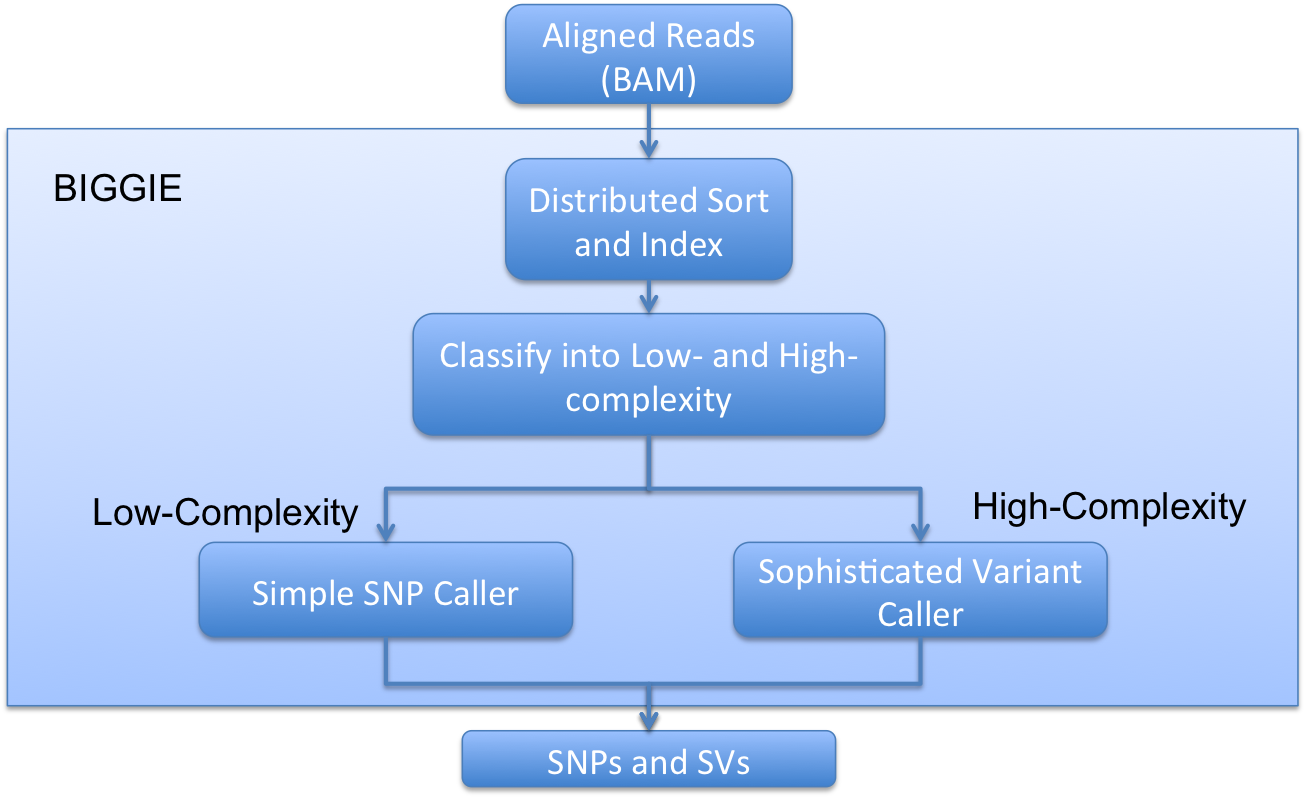 Aligned Reads
(BAM)
BIGGIE
Distributed Sort
and Index
Classify into Low- and High-
complexity
Low-Complexity
High-Complexity
Simple SNP Caller
Sophisticated Variant
Caller
SNPs and SVs